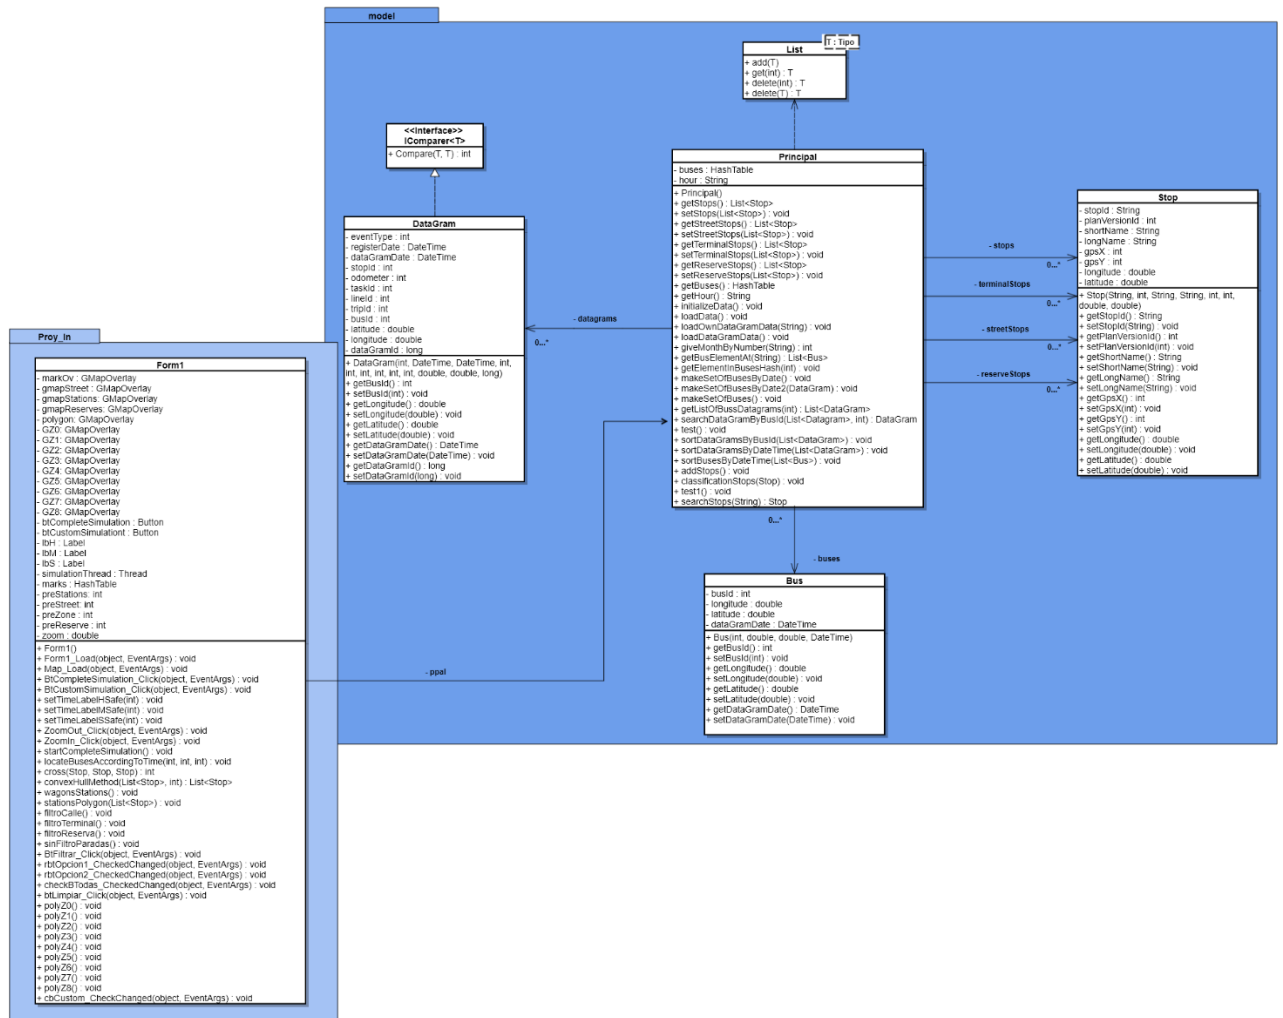 model
T : Tipo
List
+ add(T)
+ get(int) : T
+ delete(int) : T
+ delete(T) : T
<<interface>>
IComparer<T>
+ Compare(T, T) : int
Principal
- buses : HashTable
- hour : String
+ Principal()
+ getStops() : List<Stop>
+ setStops(List<Stop>) : void
+ getStreetStops() : List<Stop>
+ setStreetStops(List<Stop>) : void
+ getTerminalStops() : List<Stop>
+ setTerminalStops(List<Stop>) : void
+ getReserveStops() : List<Stop>
+ setReserveStops(List<Stop>) : void
+ getBuses() : HashTable
+ getHour() : String
+ initializeData() : void
+ loadData() : void
+ loadOwnDataGramData(String) : void
+ loadDataGramData() : void
+ giveMonthByNumber(String) : int
+ getBusElementAt(String) : List<Bus>
+ getElementInBusesHash(int) : void
+ makeSetOfBusesByDate() : void
+ makeSetOfBusesByDate2(DataGram) : void
+ makeSetOfBuses() : void
+ getListOfBussDatagrams(int) : List<DataGram>
+ searchDataGramByBusId(List<Datagram>, int) : DataGram
+ test() : void
+ sortDataGramsByBusId(List<DataGram>) : void
+ sortDataGramsByDateTime(List<DataGram>) : void
+ sortBusesByDateTime(List<Bus>) : void
+ addStops() : void
+ classificationStops(Stop) : void
+ test1() : void
+ searchStops(String) : Stop
Stop
- stopId : String
- planVersionId : int
- shortName : String
- longName : String
- gpsX : int
- gpsY : int
- longitude : double
- latitude : double
+ Stop(String, int, String, String, int, int,
double, double)
+ getStopId() : String
+ setStopId(String) : void
+ getPlanVersionId() : int
+ setPlanVersionId(int) : void
+ getShortName() : String
+ setShortName(String) : void
+ getLongName() : String
+ setLongName(String) : void
+ getGpsX() : int
+ setGpsX(int) : void
+ getGpsY() : int
+ setGpsY(int) : void
+ getLongitude() : double
+ setLongitude(double) : void
+ getLatitude() : double
+ setLatitude(double) : void
- stops
0...*
- terminalStops
0...*
- streetStops
0...*
- reserveStops
0...*
DataGram
- eventType : int
- registerDate : DateTime
- dataGramDate : DateTime
- stopId : int
- odometer : int
- taskId : int
- lineId : int
- tripId : int
- busId : int
- latitude : double
- longitude : double
- dataGramId : long
+ DataGram(int, DateTime, DateTime, int,
int, int, int, int, int, double, double, long)
+ getBusId() : int
+ setBusId(int) : void
+ getLongitude() : double
+ setLongitude(double) : void
+ getLatitude() : double
+ setLatitude(double) : void
+ getDataGramDate() : DateTime
+ setDataGramDate(DateTime) : void
+ getDataGramId() : long
+ setDataGramId(long) : void
- datagrams
0...*
Proy_In
Form1
- markOv : GMapOverlay
- gmapStreet : GMapOverlay
- gmapStations : GMapOverlay
- gmapReserves : GMapOverlay
- polygon: GMapOverlay
- GZ0: GMapOverlay
- GZ1: GMapOverlay
- GZ2: GMapOverlay
- GZ3: GMapOverlay
- GZ4: GMapOverlay
- GZ5: GMapOverlay
- GZ6: GMapOverlay
- GZ7: GMapOverlay
- GZ8: GMapOverlay
- btCompleteSimulation : Button
- btCustomSimulationt : Button
- lbH : Label
- lbM : Label
- lbS : Label
- simulationThread : Thread
- marks : HashTable
- preStations: int
- preStreet: int
- preZone : int
- preReserve : int
- zoom : double
+ Form1()
+ Form1_Load(object, EventArgs) : void
+ Map_Load(object, EventArgs) : void
+ BtCompleteSimulation_Click(object, EventArgs) : void
+ BtCustomSimulation_Click(object, EventArgs) : void
+ setTimeLabelHSafe(int) : void
+ setTimeLabelMSafe(int) : void
+ setTimeLabelSSafe(int) : void
+ ZoomOut_Click(object, EventArgs) : void
+ ZoomIn_Click(object, EventArgs) : void
+ startCompleteSimulation() : void
+ locateBusesAccordingToTime(int, int, int) : void
+ cross(Stop, Stop, Stop) : int
+ convexHullMethod(List<Stop>, int) : List<Stop>
+ wagonsStations() : void
+ stationsPolygon(List<Stop>) : void
+ filtroCalle() : void
+ filtroTerminal() : void
+ filtroReserva() : void
+ sinFiltroParadas() : void
+ BtFiltrar_Click(object, EventArgs) : void
+ rbtOpcion1_CheckedChanged(object, EventArgs) : void
+ rbtOpcion2_CheckedChanged(object, EventArgs) : void
+ checkBTodas_CheckedChanged(object, EventArgs) : void
+ btLimpiar_Click(object, EventArgs) : void
+ polyZ0() : void
+ polyZ1() : void
+ polyZ2() : void
+ polyZ3() : void
+ polyZ4() : void
+ polyZ5() : void
+ polyZ6() : void
+ polyZ7() : void
+ polyZ8() : void
+ cbCustom_CheckChanged(object, EventArgs) : void
- ppal
0...*
- buses
Bus
- busId : int
- longitude : double
- latitude : double
- dataGramDate : DateTime
+ Bus(int, double, double, DateTime)
+ getBusId() : int
+ setBusId(int) : void
+ getLongitude() : double
+ setLongitude(double) : void
+ getLatitude() : double
+ setLatitude(double) : void
+ getDataGramDate() : DateTime
+ setDataGramDate(DateTime) : void